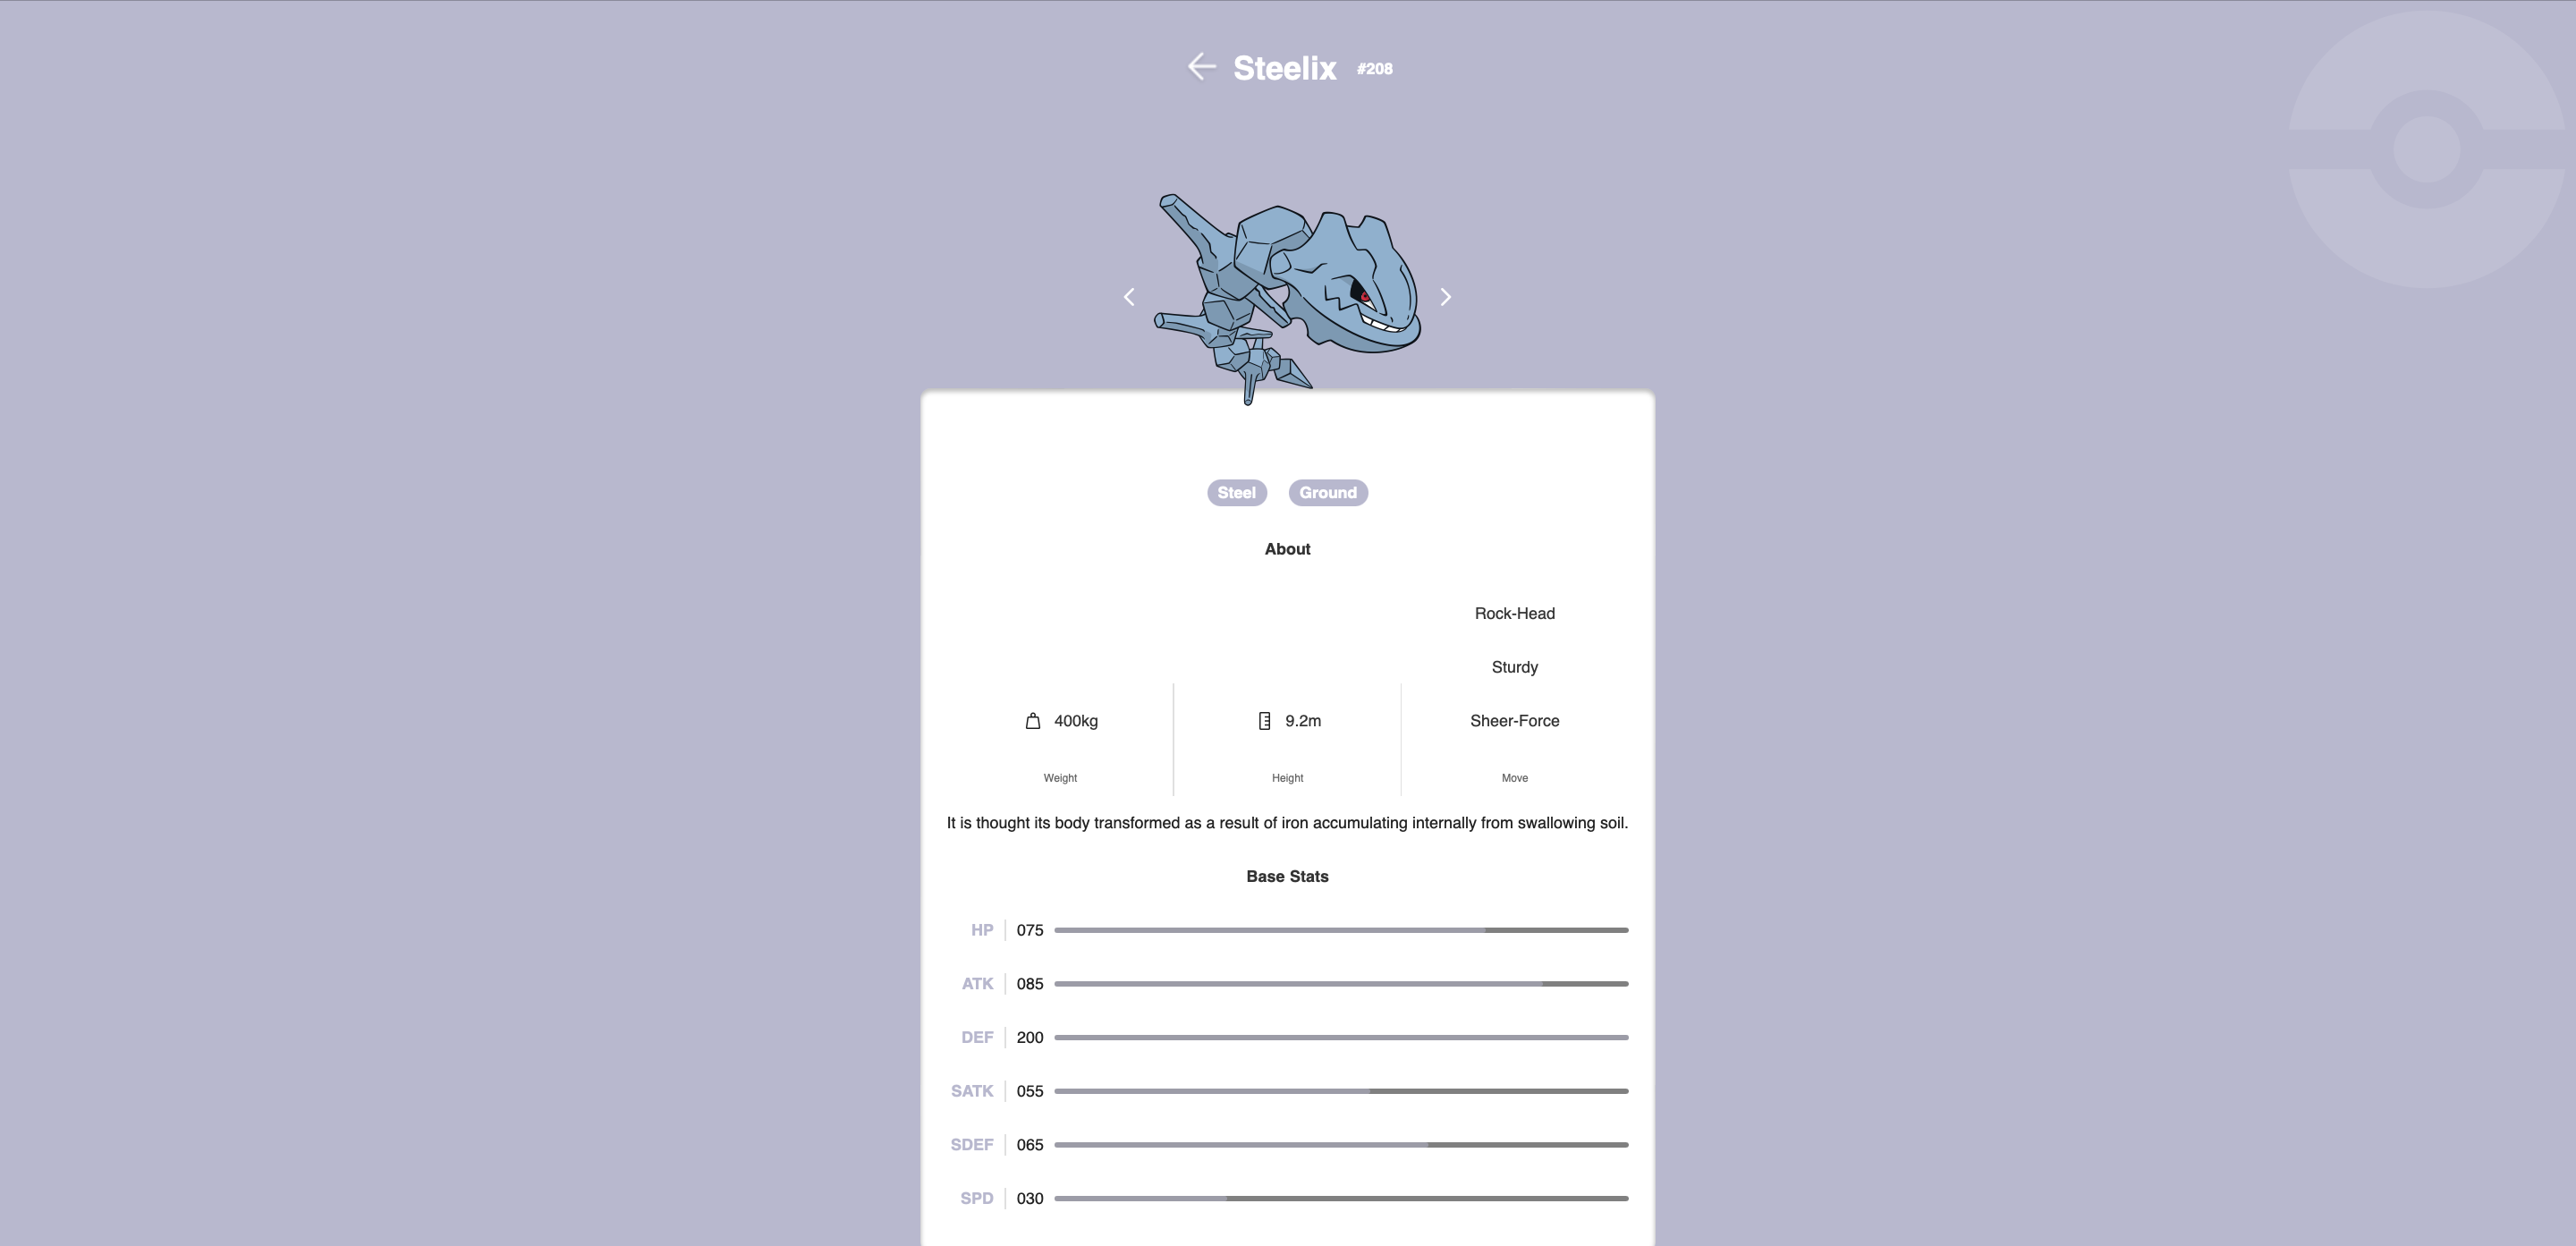 Steelix #208
Steel Ground
About
Rock-Head
Sturdy
400kg 9.2m Sheer-Force
Weight Height Move
It is thought its body transformed as a result of iron accumulating internally from swallowing soil.
Base Stats
HP 075
ATK 085
DEF 200
SATK 055
SDEF 065
SPD 030